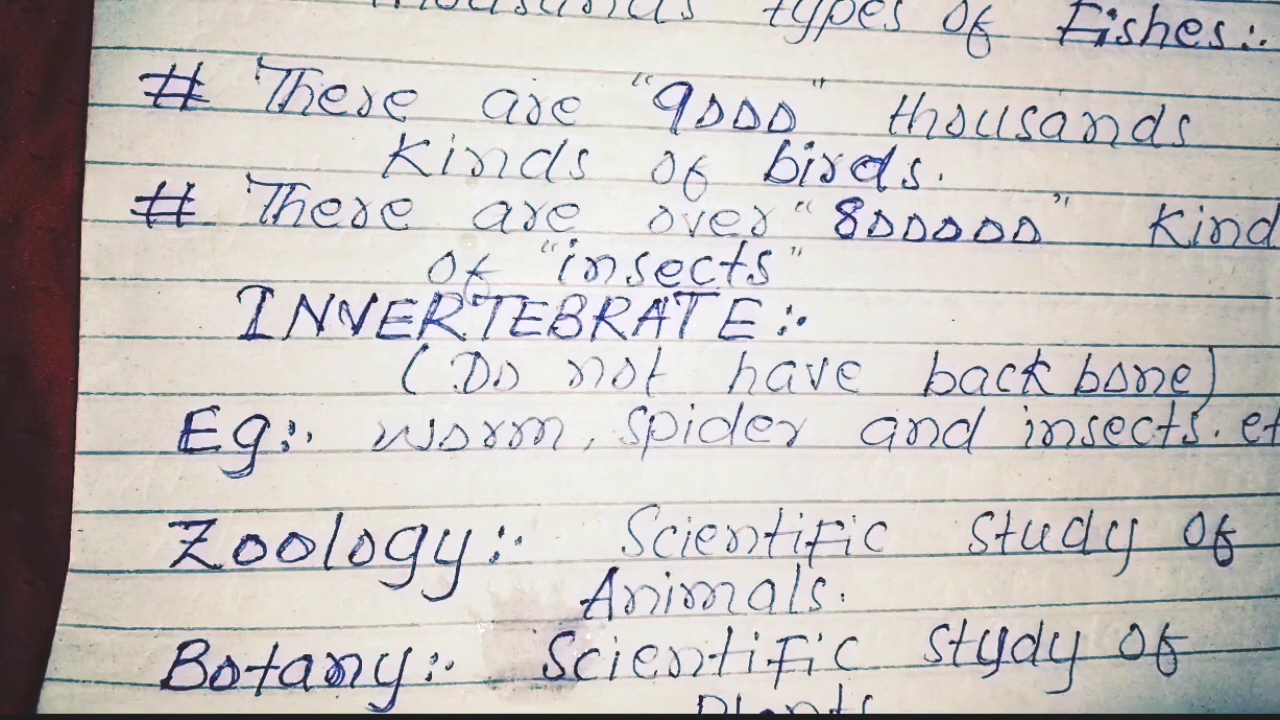 thousands types of Fishes:.
# There are "9000" thousands
kinds of birds.
# There are over "800000" kind
of "insects"
INVERTEBRATE:.
(Do not have back bone)
Eg:. worm, spider and insects. et
Zoology:. Scientific study of
Animals.
Botany:. Scientific stydy of
Plants